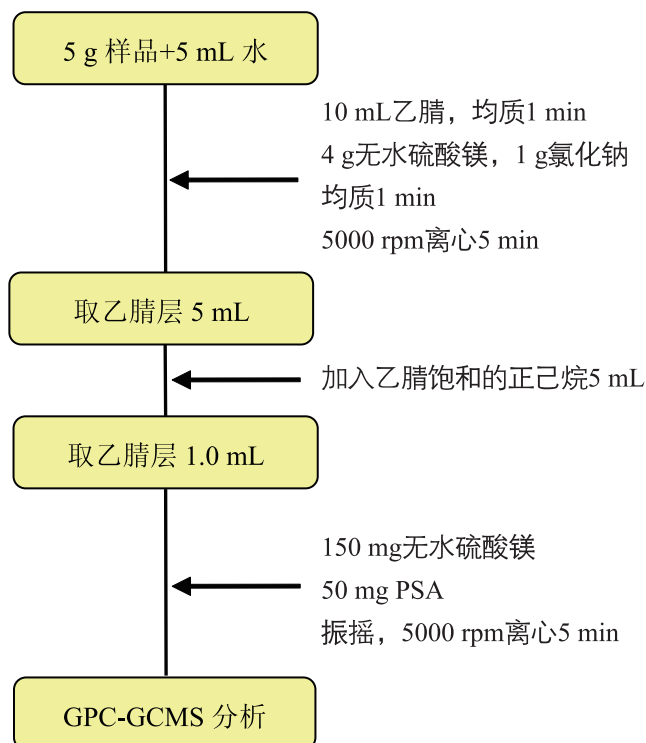 5 g 样品+5 mL 水
10 mL乙腈，均质1 min
4 g无水硫酸镁，1 g氯化钠
均质1 min
5000 rpm离心5 min
取乙腈层 5 mL
加入乙腈饱和的正己烷5 mL
取乙腈层 1.0 mL
150 mg无水硫酸镁
50 mg PSA
振摇，5000 rpm离心5 min
GPC-GCMS 分析